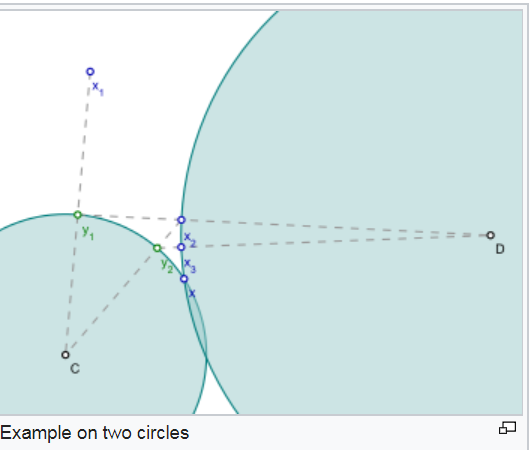 x1
y1
x2
D
y2
x3
x
C
Example on two circles